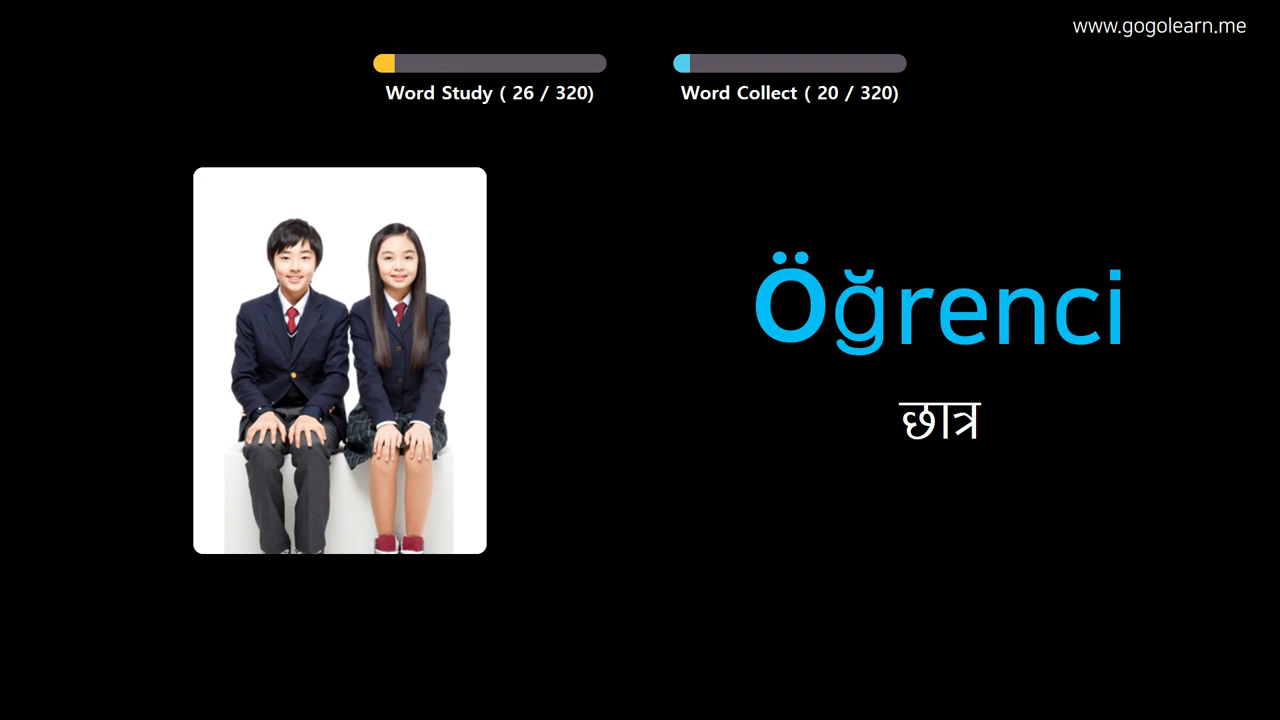 www.gogolearn.me
Word Study ( 26 / 320)
Word Collect ( 20 / 320)
Öğrenci
छात्र